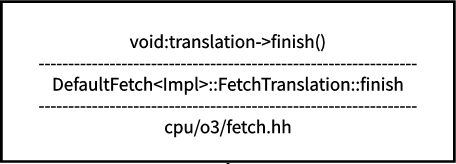 void:translation->finish()
DefaultFetch<Impl>::FetchTranslation::finish
cpu/o3/fetch.hh